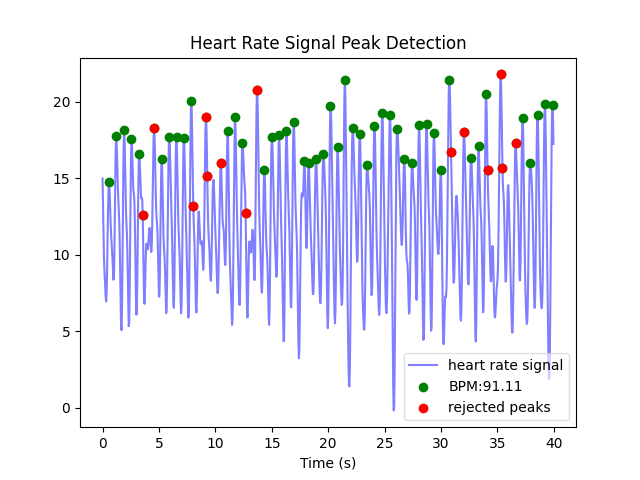 Heart Rate Signal Peak Detection
20
15
10
5
0
heart rate signal
BPM:91.11
rejected peaks
0 5 10 15 20 25 30 35 40
Time (s)